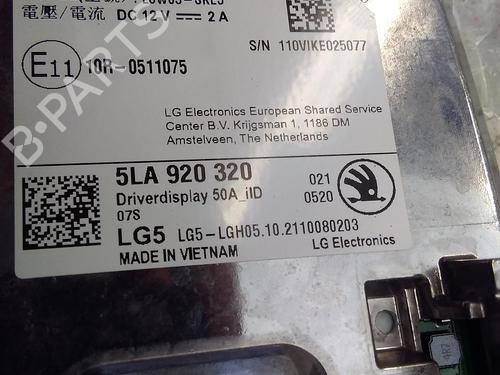 電壓/電流 DC 12 V ⎓ 2 A
S/N 110VIKE025077
E11 10R-0511075
LG Electronics European Shared Service
Center B.V. Krijgsman 1, 1186 DM
Amstelveen, The Netherlands
5LA 920 320 021
Driverdisplay 50A_iID 0520
07S
LG5 LG5-LGH05.10.2110080203
MADE IN VIETNAM LG Electronics
B-PARTS